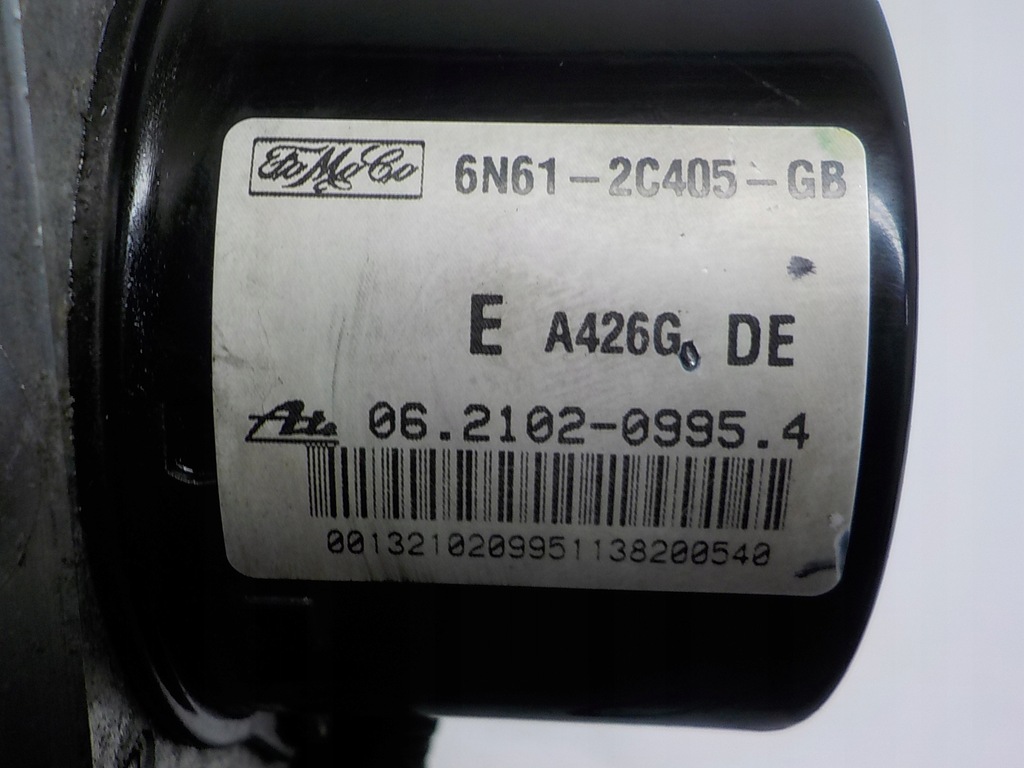 FoMoCo 6N61-2C405-GB
E A426G DE
Ate 06.2102-0995.4
0013210209951138200540